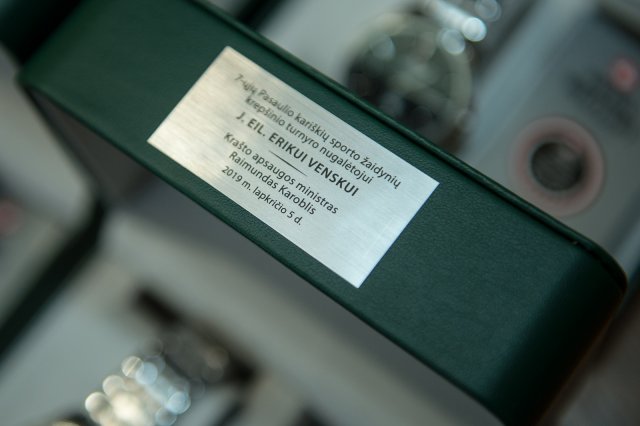 7-ųjų Pasaulio kariškių sporto žaidynių
krepšinio turnyro nugalėtojui
J. EIL. ERIKUI VENSKUI
Krašto apsaugos ministras
Raimundas Karoblis
2019 m. lapkričio 5 d.